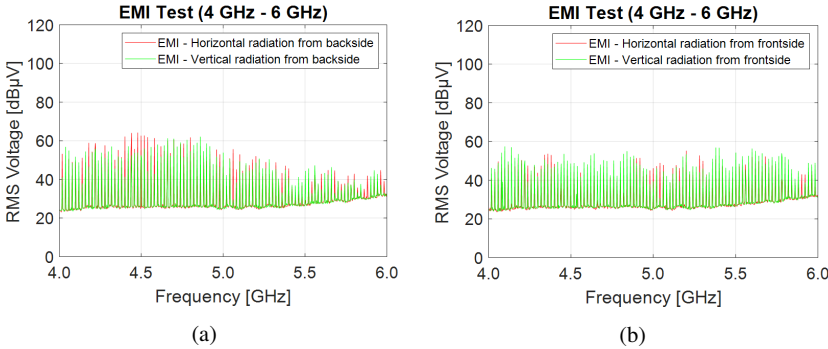 EMI Test (4 GHz - 6 GHz)
EMI - Horizontal radiation from backside
EMI - Vertical radiation from backside
RMS Voltage [dBµV]
120
100
80
60
40
20
0
4.0 4.5 5.0 5.5 6.0
Frequency [GHz]
(a)
EMI Test (4 GHz - 6 GHz)
EMI - Horizontal radiation from frontside
EMI - Vertical radiation from frontside
RMS Voltage [dBµV]
120
100
80
60
40
20
0
4.0 4.5 5.0 5.5 6.0
Frequency [GHz]
(b)